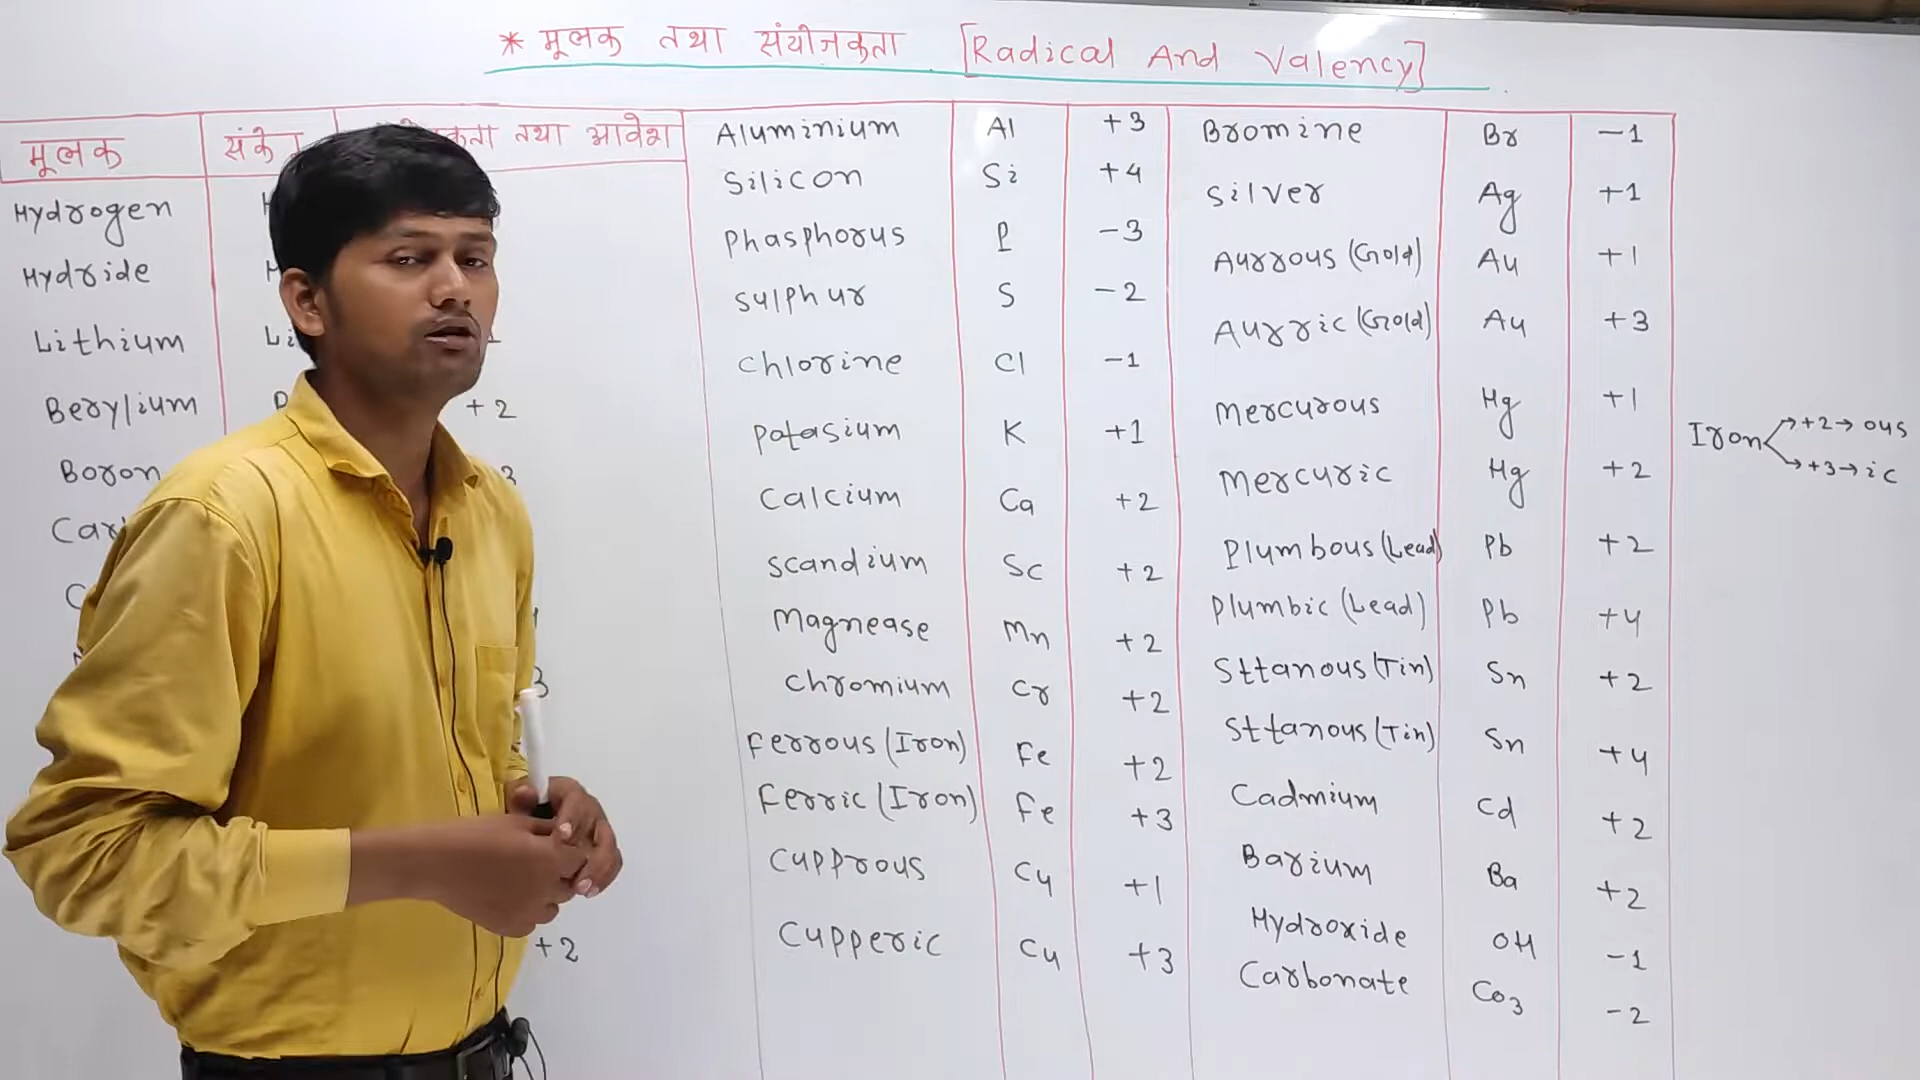 * मूलक तथा संयोजकता [Radical And Valency]
मूलक
तथा आवेश
Hydrogen
Hydride
Lithium Li
Berylium +2
Boron
+2
Aluminium Al +3
Silicon Si +4
Phasphorus P -3
Sulphur S -2
Chlorine Cl -1
Potasium K +1
Calcium Ca +2
Scandium Sc +2
Magnease Mn +2
Chromium Cr +2
Ferrous (Iron) Fe +2
Ferric (Iron) Fe +3
Cupprous Cu +1
Cupperic Cu +3
Bromine Br -1
Silver Ag +1
Aurrous (Gold) Au +1
Aurric (Gold) Au +3
Mercurous Hg +1
Mercuric Hg +2
Plumbous (Lead) Pb +2
Plumbic (Lead) Pb +4
Sttanous (Tin) Sn +2
Sttanous (Tin) Sn +4
Cadmium Cd +2
Barium Ba +2
Hydroxide OH -1
Carbonate Co₃ -2
Iron → +2 → ous
→ +3 → ic